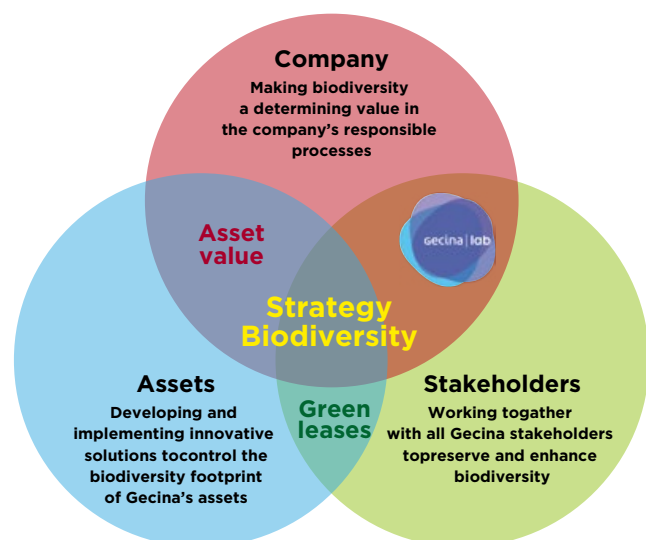 Company
Making biodiversity
a determining value in
the company's responsible
processes
Asset
value
Gecina|lab
Strategy
Biodiversity
Assets
Developing and
implementing innovative
solutions tocontrol the
biodiversity footprint
of Gecina's assets
Green
leases
Stakeholders
Working togather
with all Gecina stakeholders
topreserve and enhance
biodiversity